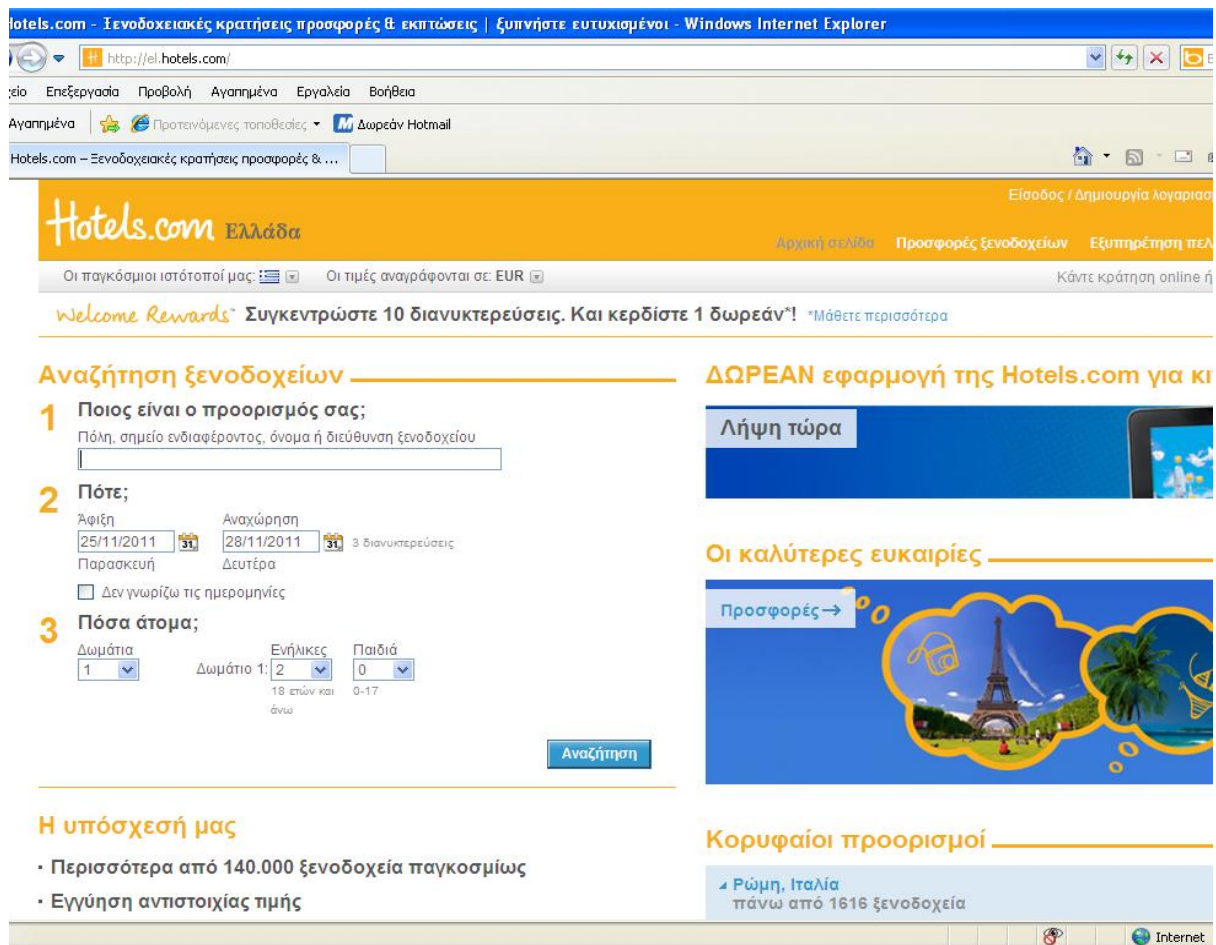 Hotels.com - Ξενοδοχειακές κρατήσεις προσφορές & εκπτώσεις | ξυπνήστε ευτυχισμένοι - Windows Internet Explorer
http://el.hotels.com/
Επεξεργασία Προβολή Αγαπημένα Εργαλεία Βοήθεια
Αγαπημένα Προτεινόμενες τοποθεσίες Δωρεάν Hotmail
Hotels.com – Ξενοδοχειακές κρατήσεις προσφορές & ...
Είσοδος / Δημιουργία
Hotels.com Ελλάδα
Αρχική σελίδα Προσφορές ξενοδοχείων Εξυπηρέτηση
Οι παγκόσμιοι ιστότοποί μας: Οι τιμές αναγράφονται σε: EUR
Κάντε κράτηση online ή
Welcome Rewards™ Συγκεντρώστε 10 διανυκτερεύσεις. Και κερδίστε 1 δωρεάν*! *Μάθετε περισσότερα
Αναζήτηση ξενοδοχείων
1 Ποιος είναι ο προορισμός σας;
Πόλη, σημείο ενδιαφέροντος, όνομα ή διεύθυνση ξενοδοχείου
2 Πότε;
Άφιξη Αναχώρηση
25/11/2011 31 28/11/2011 31 3 διανυκτερεύσεις
Παρασκευή Δευτέρα
Δεν γνωρίζω τις ημερομηνίες
3 Πόσα άτομα;
Δωμάτια Ενήλικες Παιδιά
1 Δωμάτιο 1: 2 0
18 ετών και 0-17
άνω
Αναζήτηση
Η υπόσχεσή μας
· Περισσότερα από 140.000 ξενοδοχεία παγκοσμίως
· Εγγύηση αντιστοιχίας τιμής
ΔΩΡΕΑΝ εφαρμογή της Hotels.com για
Λήψη τώρα
Οι καλύτερες ευκαιρίες
Προσφορές→
Κορυφαίοι προορισμοί
Ρώμη, Ιταλία
πάνω από 1616 ξενοδοχεία
Internet